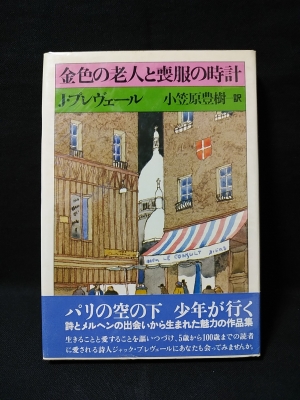 金色の老人と喪服の時計
J・プレヴェール 小笠原豊樹 訳
LE CONSULAT
パリの空の下 少年が行く
詩とメルヘンの出会いから生まれた魅力の作品集
生きることと愛することを謳いつづけ、5歳から100歳までの読者
に愛される詩人ジャック・プレヴェールにあなたも会ってみませんか。